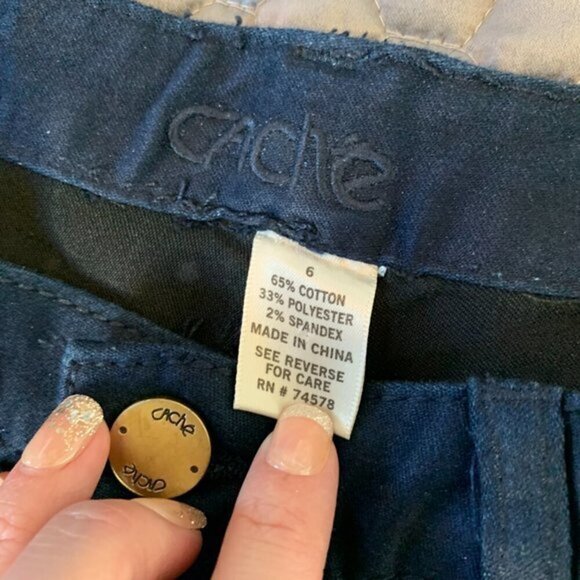 cache
6
65% COTTON
33% POLYESTER
2% SPANDEX
MADE IN CHINA
SEE REVERSE
FOR CARE
RN # 74578
cache
cache